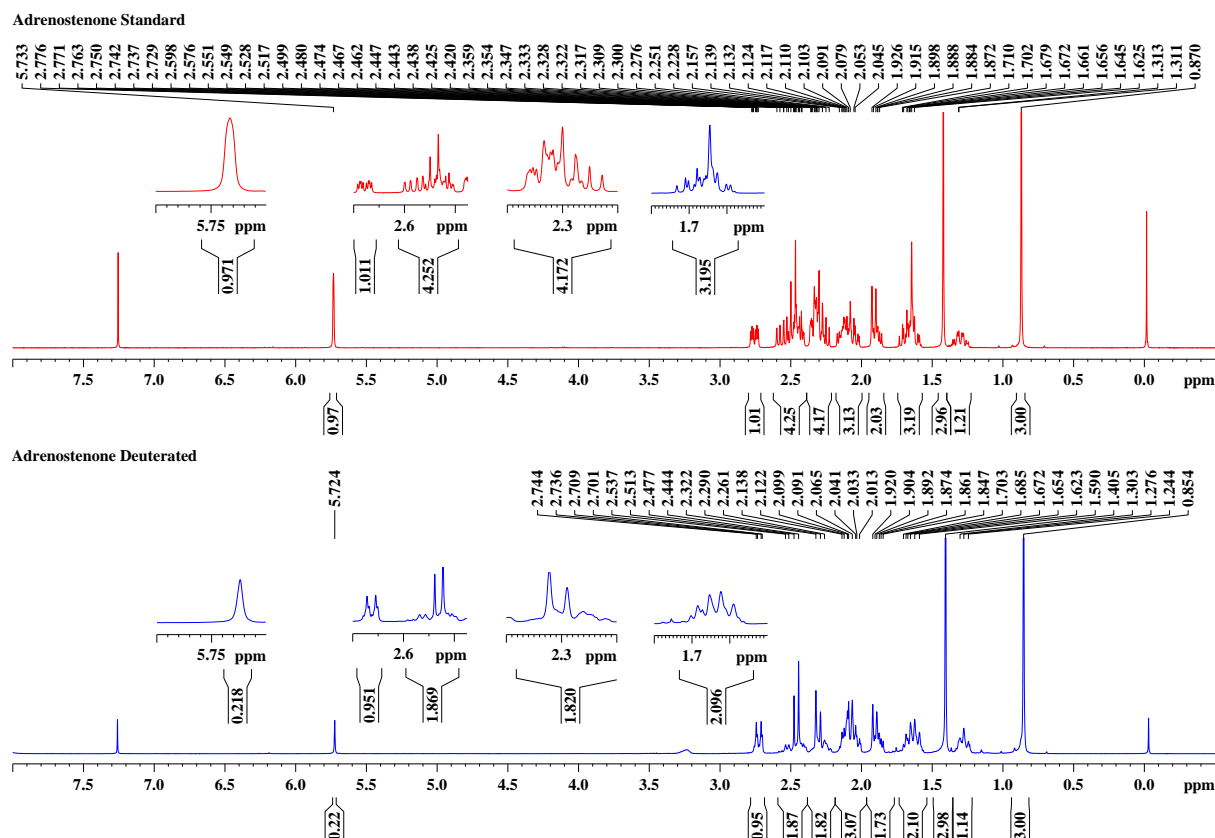 Adrenostenone Standard
5.733 2.776 2.771 2.763 2.750 2.742 2.737 2.729 2.598 2.576 2.551 2.549 2.528 2.517 2.499 2.480 2.474 2.467 2.462 2.447 2.443 2.438 2.425 2.420 2.359 2.354 2.347 2.333 2.328 2.322 2.317 2.309 2.300 2.276 2.251 2.228 2.157 2.139 2.132 2.124 2.117 2.110 2.103 2.091 2.079 2.053 2.045 1.926 1.915 1.898 1.888 1.884 1.872 1.710 1.702 1.679 1.672 1.661 1.656 1.645 1.625 1.313 1.311 0.870
5.75 ppm 2.6 ppm 2.3 ppm 1.7 ppm
0.971 1.011 4.252 4.172 3.195
7.5 7.0 6.5 6.0 5.5 5.0 4.5 4.0 3.5 3.0 2.5 2.0 1.5 1.0 0.5 0.0 ppm
0.97 1.01 4.25 4.17 3.13 2.03 3.19 2.96 1.21 3.00
Adrenostenone Deuterated
5.724 2.744 2.736 2.709 2.701 2.537 2.513 2.477 2.444 2.322 2.290 2.261 2.138 2.122 2.099 2.091 2.065 2.041 2.033 2.013 1.920 1.904 1.892 1.874 1.861 1.847 1.703 1.685 1.672 1.654 1.623 1.590 1.405 1.303 1.276 1.244 0.854
5.75 ppm 2.6 ppm 2.3 ppm 1.7 ppm
0.218 0.951 1.869 1.820 2.096
7.5 7.0 6.5 6.0 5.5 5.0 4.5 4.0 3.5 3.0 2.5 2.0 1.5 1.0 0.5 0.0 ppm
0.22 0.95 1.87 1.82 3.07 1.73 2.10 2.98 1.14 3.00